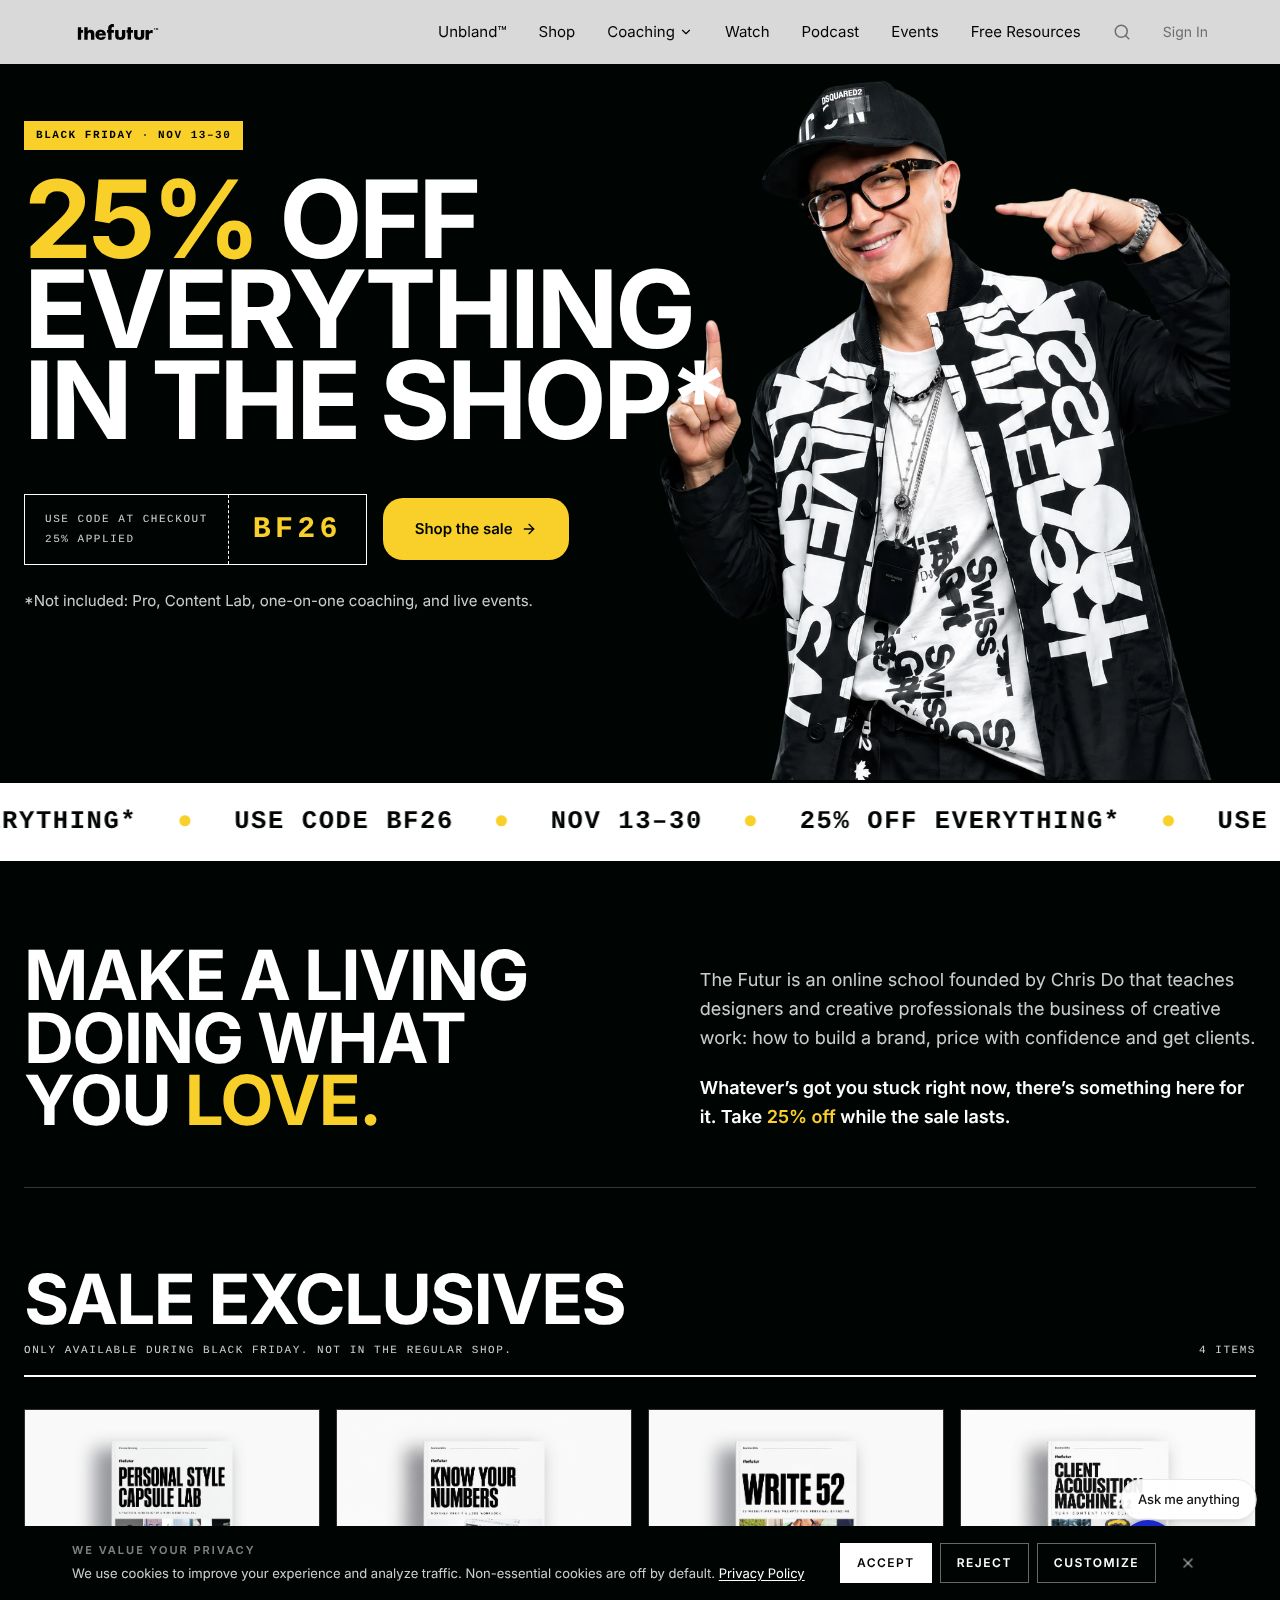 thefutur™
Unbland™ Shop Coaching Watch Podcast Events Free Resources Sign In
BLACK FRIDAY · NOV 13–30
25% OFF
EVERYTHING
IN THE SHOP*
USE CODE AT CHECKOUT
25% APPLIED
BF26
Shop the sale →
*Not included: Pro, Content Lab, one-on-one coaching, and live events.
DSQUARED2
Swiss
Swiss
RYTHING* ● USE CODE BF26 ● NOV 13–30 ● 25% OFF EVERYTHING* ● USE
MAKE A LIVING
DOING WHAT
YOU LOVE.
The Futur is an online school founded by Chris Do that teaches
designers and creative professionals the business of creative
work: how to build a brand, price with confidence and get clients.
Whatever’s got you stuck right now, there’s something here for
it. Take 25% off while the sale lasts.
SALE EXCLUSIVES
ONLY AVAILABLE DURING BLACK FRIDAY. NOT IN THE REGULAR SHOP.
4 ITEMS
thefutur
PERSONAL STYLE
CAPSULE LAB
thefutur
KNOW YOUR
NUMBERS
thefutur
WRITE 52
thefutur
CLIENT
ACQUISITION
MACHINE
Ask me anything
WE VALUE YOUR PRIVACY
We use cookies to improve your experience and analyze traffic. Non-essential cookies are off by default. Privacy Policy
ACCEPT
REJECT
CUSTOMIZE